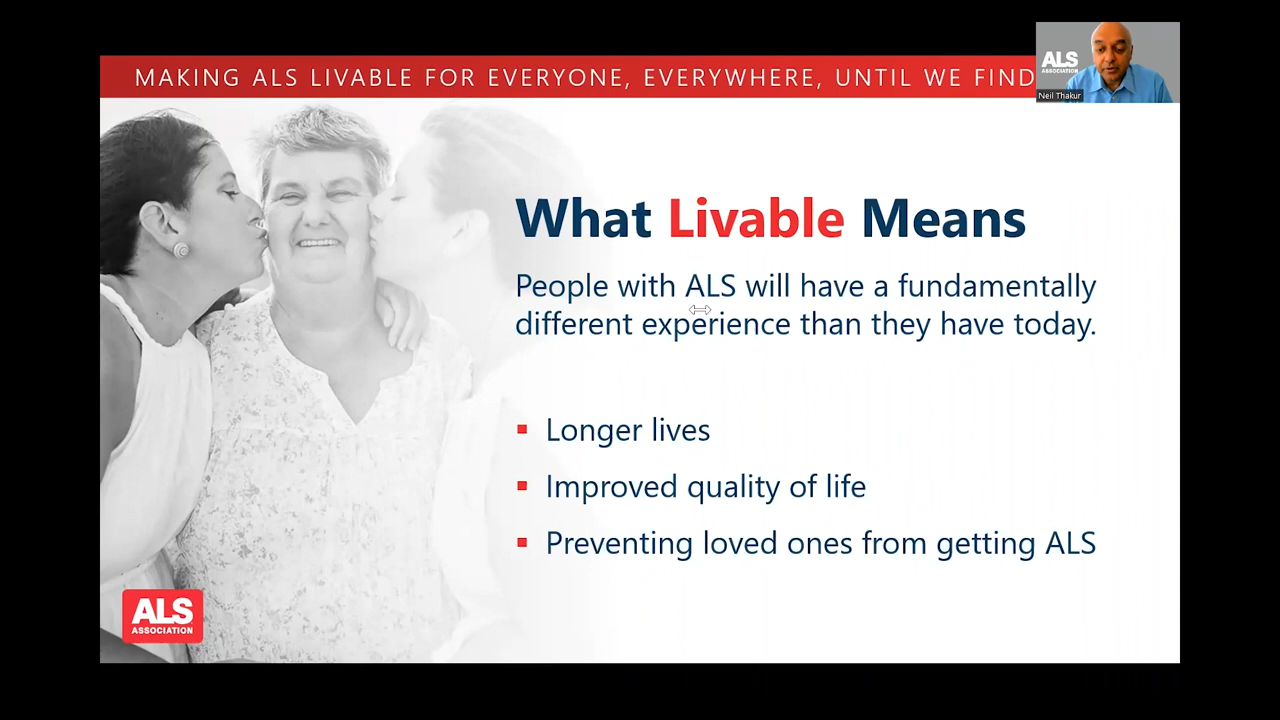 MAKING ALS LIVABLE FOR EVERYONE, EVERYWHERE, UNTIL WE FIND
ALS
ASSOCIATION
Neil Thakur
What Livable Means
People with ALS will have a fundamentally
different experience than they have today.
▪ Longer lives
▪ Improved quality of life
▪ Preventing loved ones from getting ALS
ALS
ASSOCIATION